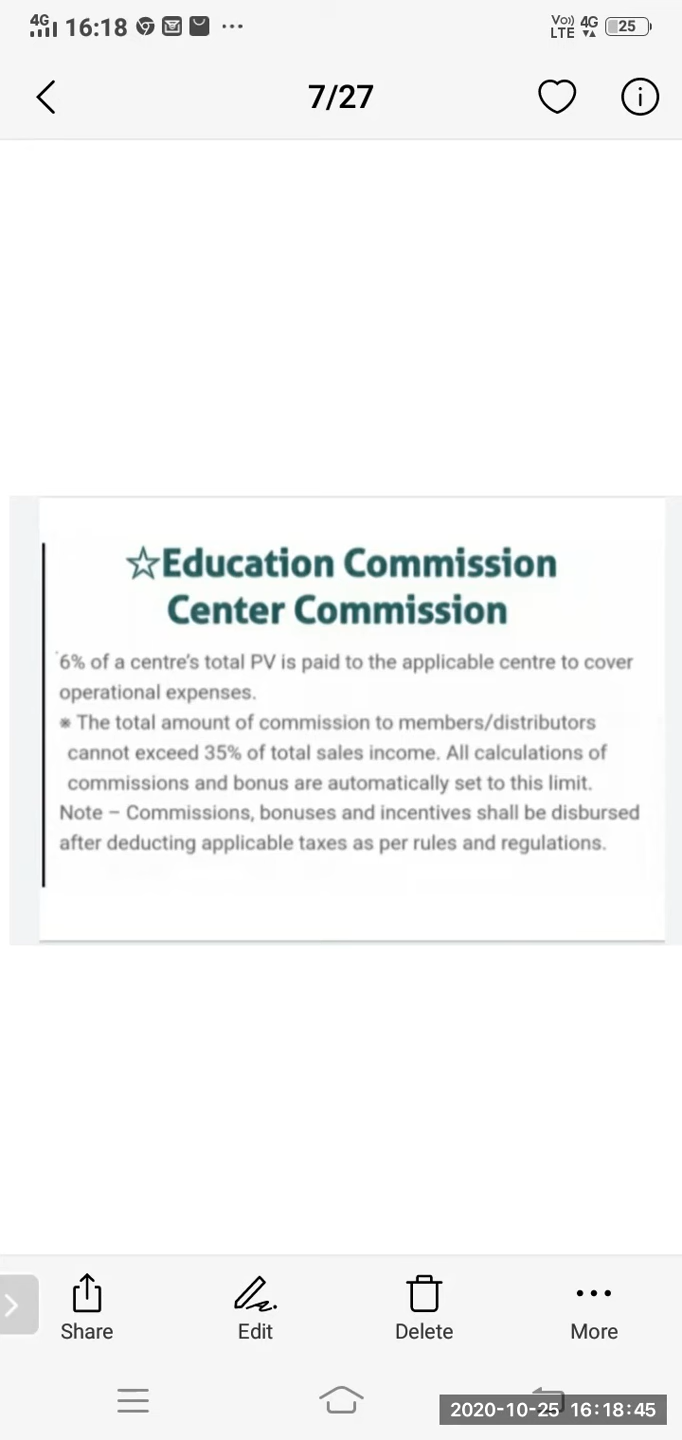 4G 16:18 ... Vo)) LTE 4G 25
7/27
☆Education Commission
Center Commission
6% of a centre's total PV is paid to the applicable centre to cover
operational expenses.
※ The total amount of commission to members/distributors
cannot exceed 35% of total sales income. All calculations of
commissions and bonus are automatically set to this limit.
Note – Commissions, bonuses and incentives shall be disbursed
after deducting applicable taxes as per rules and regulations.
Share Edit Delete More
2020-10-25 16:18:45